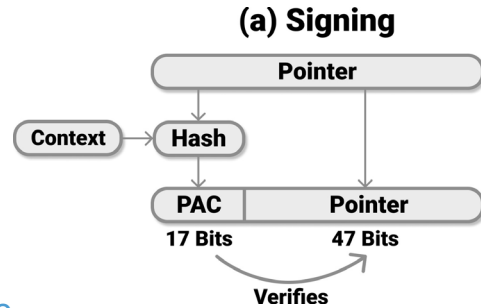 (a) Signing
Pointer
Context
Hash
PAC
Pointer
17 Bits
47 Bits
Verifies